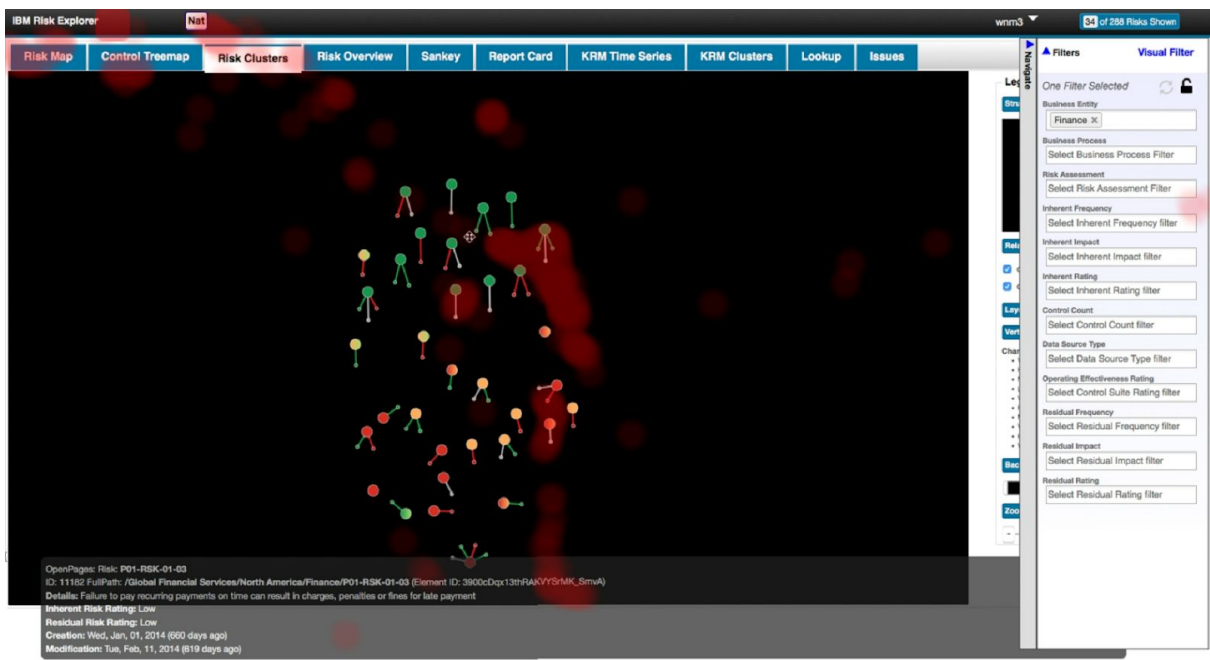 IBM Risk Explorer
Nat
wnm3
34 of 288 Risks Shown
Risk Map
Control Treemap
Risk Clusters
Risk Overview
Sankey
Report Card
KRM Time Series
KRM Clusters
Lookup
Issues
Navigate
Filters
Visual Filter
One Filter Selected
Business Entity
Finance ×
Business Process
Select Business Process Filter
Risk Assessment
Select Risk Assessment Filter
Inherent Frequency
Select Inherent Frequency filter
Inherent Impact
Select Inherent Impact filter
Inherent Rating
Select Inherent Rating filter
Control Count
Select Control Count filter
Data Source Type
Select Data Source Type filter
Operating Effectiveness Rating
Select Control Suite Rating filter
Residual Frequency
Select Residual Frequency filter
Residual Impact
Select Residual Impact filter
Residual Rating
Select Residual Rating filter
Leg
Stru
Rela
Lay
Vert
Char
Bac
Zoo
OpenPages: Risk: P01-RSK-01-03
ID: 11182 FullPath: /Global Financial Services/North America/Finance/P01-RSK-01-03 (Element ID:
Details: Failure to pay recurring payments on time can result in charges, penalties or fines for late payment
Inherent Risk Rating: Low
Residual Risk Rating: Low
Creation: Wed, Jan, 01, 2014 (660 days ago)
Modification: Tue, Feb, 11, 2014 (619 days ago)